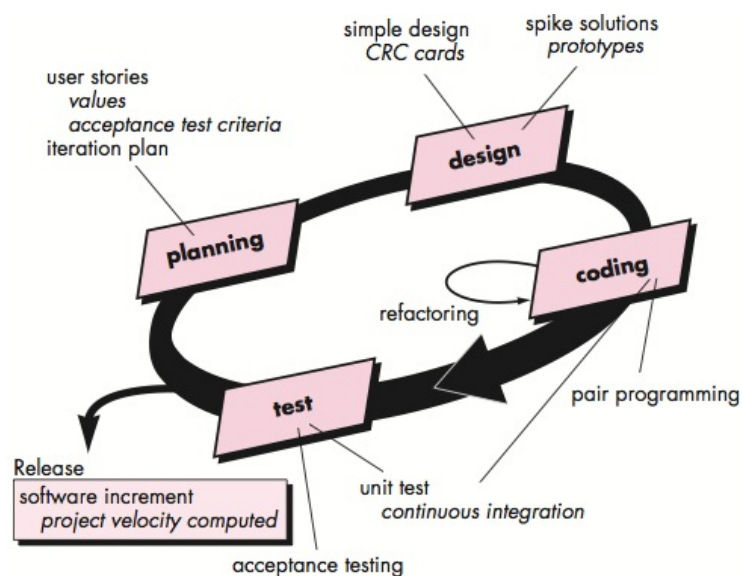 simple design
CRC cards
spike solutions
prototypes
user stories
values
acceptance test criteria
iteration plan
design
planning
coding
refactoring
pair programming
test
unit test
continuous integration
Release
software increment
project velocity computed
acceptance testing